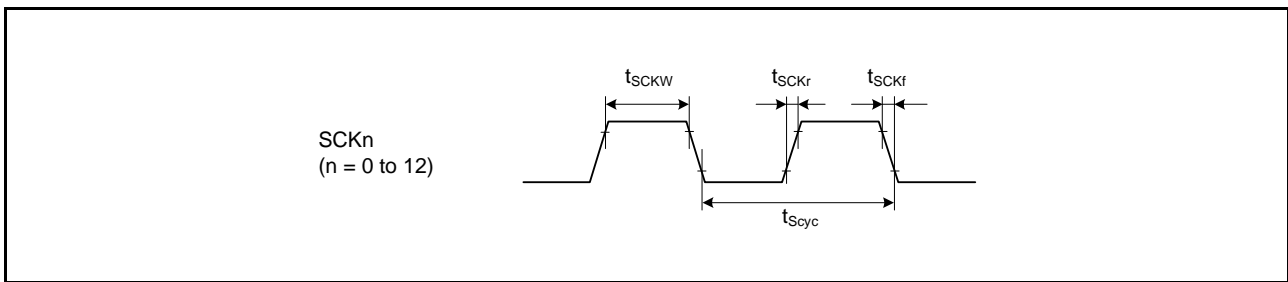 tSCKW
tSCKr
tSCKf
SCKn
(n = 0 to 12)
tScyc